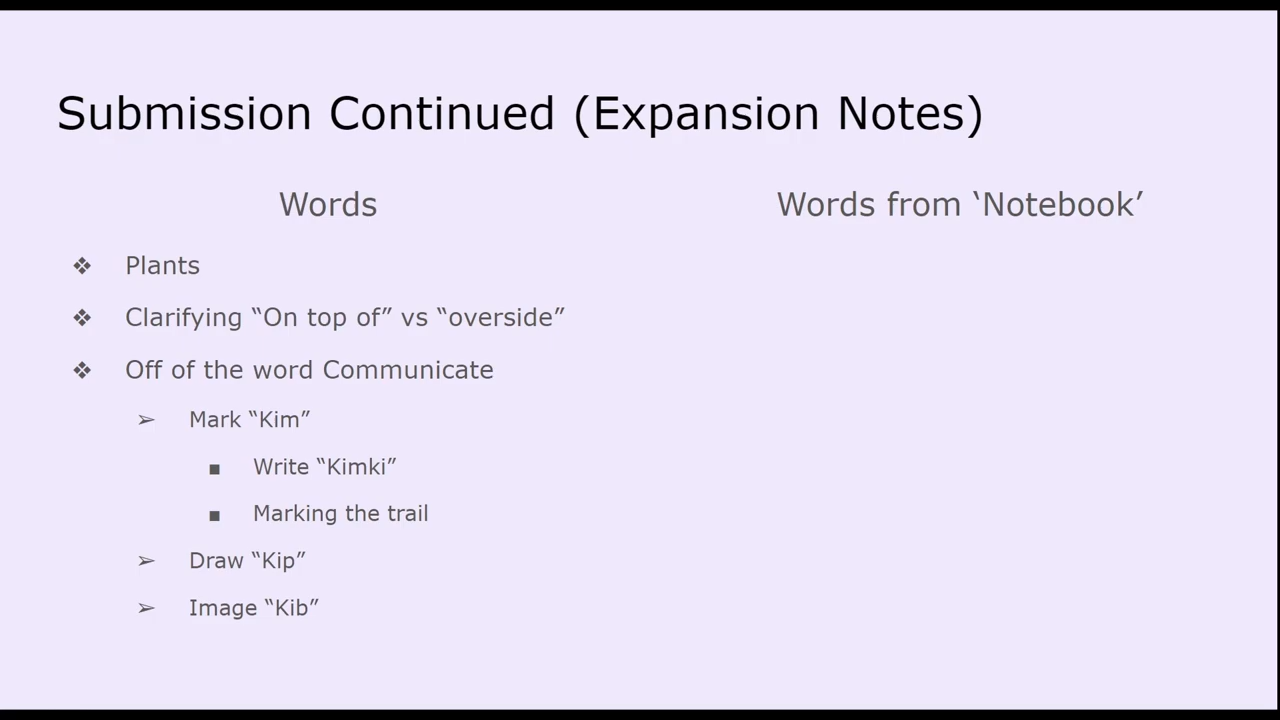 Submission Continued (Expansion Notes)
Words
❖ Plants
❖ Clarifying “On top of” vs “overside”
❖ Off of the word Communicate
➢ Mark “Kim”
■ Write “Kimki”
■ Marking the trail
➢ Draw “Kip”
➢ Image “Kib”
Words from ‘Notebook’